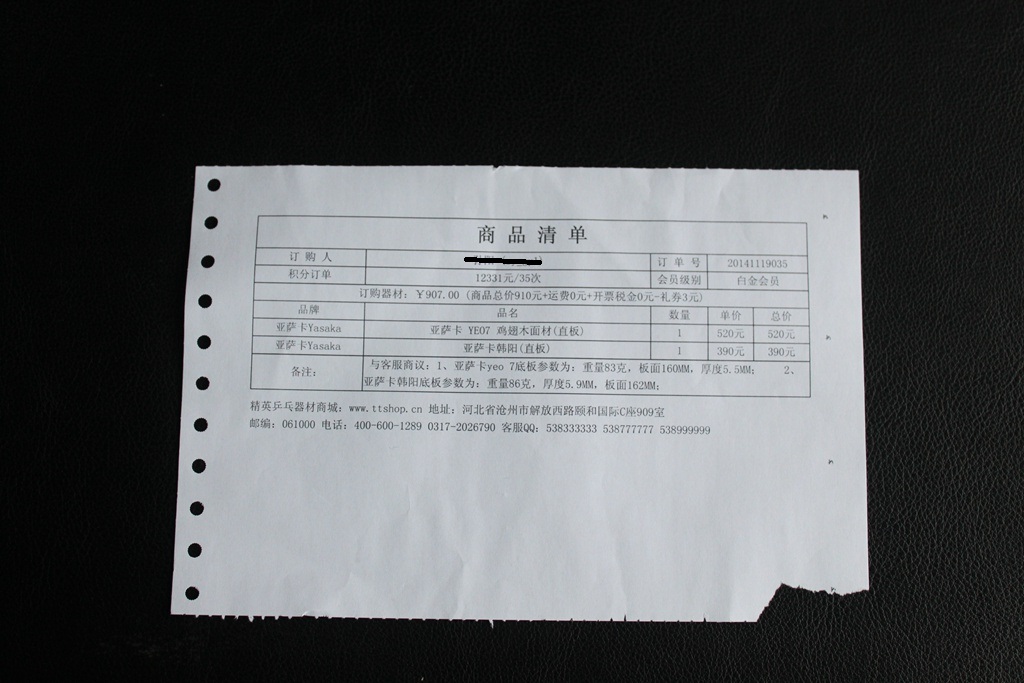 商品清单
订购人 订单号 20141119035
积分订单 12331元/35次 会员级别 白金会员
订购器材：￥907.00 (商品总价910元+运费0元+开票税金0元-礼券3元)
品牌 品名 数量 单价 总价
亚萨卡Yasaka 亚萨卡 YEO7 鸡翅木面材(直板) 1 520元 520元
亚萨卡Yasaka 亚萨卡韩阳(直板) 1 390元 390元
备注： 与客服商议：1、亚萨卡yeo 7底板参数为：重量83克，板面160MM，厚度5.5MM； 2、
亚萨卡韩阳底板参数为：重量86克，厚度5.9MM，板面162MM；
精英乒乓器材商城：www.ttshop.cn 地址：河北省沧州市解放西路颐和国际C座909室
邮编：061000 电话：400-600-1289 0317-2026790 客服QQ：538333333 538777777 538999999